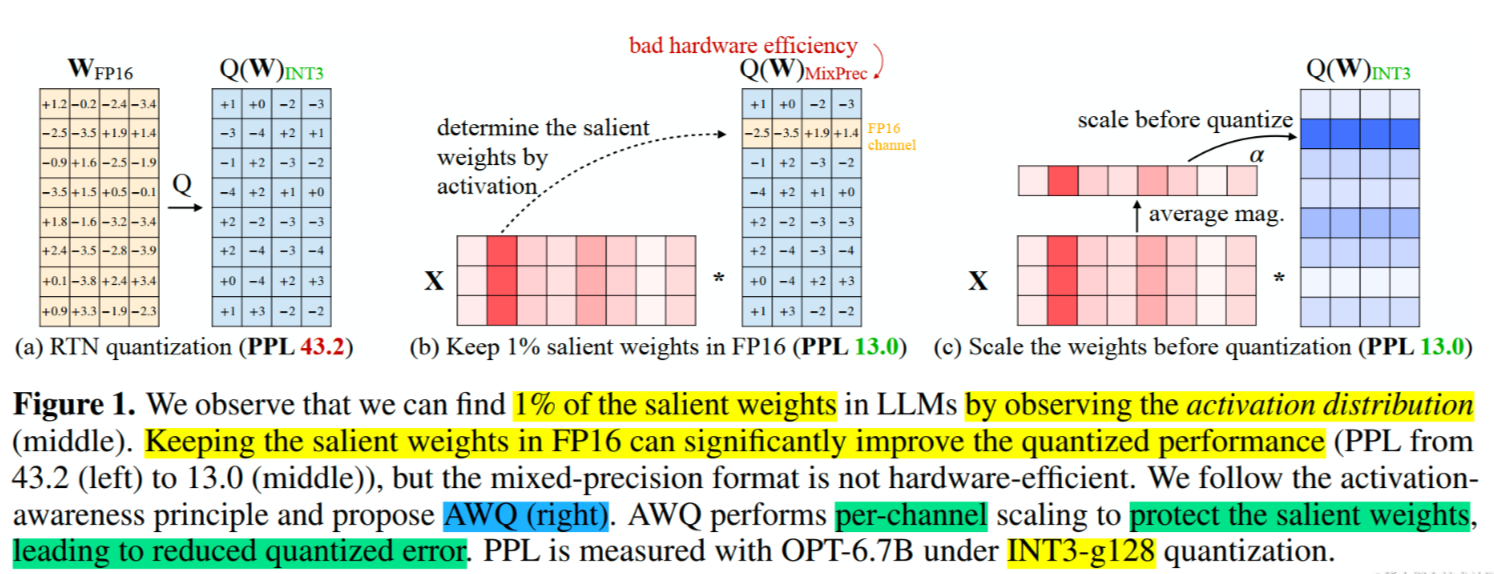 W_FP16
+1.2 −0.2 −2.4 −3.4
−2.5 −3.5 +1.9 +1.4
−0.9 +1.6 −2.5 −1.9
−3.5 +1.5 +0.5 −0.1
+1.8 −1.6 −3.2 −3.4
+2.4 −3.5 −2.8 −3.9
+0.1 −3.8 +2.4 +3.4
+0.9 +3.3 −1.9 −2.3
Q
Q(W)_INT3
+1 +0 −2 −3
−3 −4 +2 +1
−1 +2 −3 −2
−4 +2 +1 +0
+2 −2 −3 −3
+2 −4 −3 −4
+0 −4 +2 +3
+1 +3 −2 −2
(a) RTN quantization (PPL 43.2)
bad hardware efficiency
Q(W)_MixPrec
determine the salient
weights by
activation
+1 +0 −2 −3
−2.5 −3.5 +1.9 +1.4
−1 +2 −3 −2
−4 +2 +1 +0
+2 −2 −3 −3
+2 −4 −3 −4
+0 −4 +2 +3
+1 +3 −2 −2
FP16
channel
X
*
(b) Keep 1% salient weights in FP16 (PPL 13.0)
Q(W)_INT3
scale before quantize
α
average mag.
X
*
(c) Scale the weights before quantization (PPL 13.0)
Figure 1. We observe that we can find 1% of the salient weights in LLMs by observing the activation distribution
(middle). Keeping the salient weights in FP16 can significantly improve the quantized performance (PPL from
43.2 (left) to 13.0 (middle)), but the mixed-precision format is not hardware-efficient. We follow the activation-
awareness principle and propose AWQ (right). AWQ performs per-channel scaling to protect the salient weights,
leading to reduced quantized error. PPL is measured with OPT-6.7B under INT3-g128 quantization.